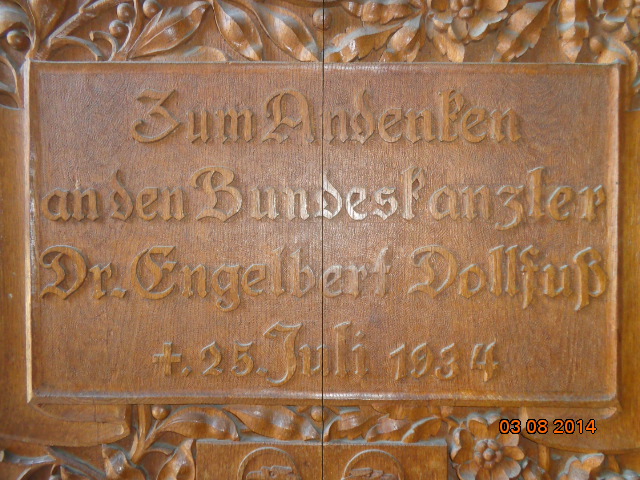 Zum Andenken
an den Bundeskanzler
Dr. Engelbert Dollfuß
+. 25. Juli 1934
03 08 2014